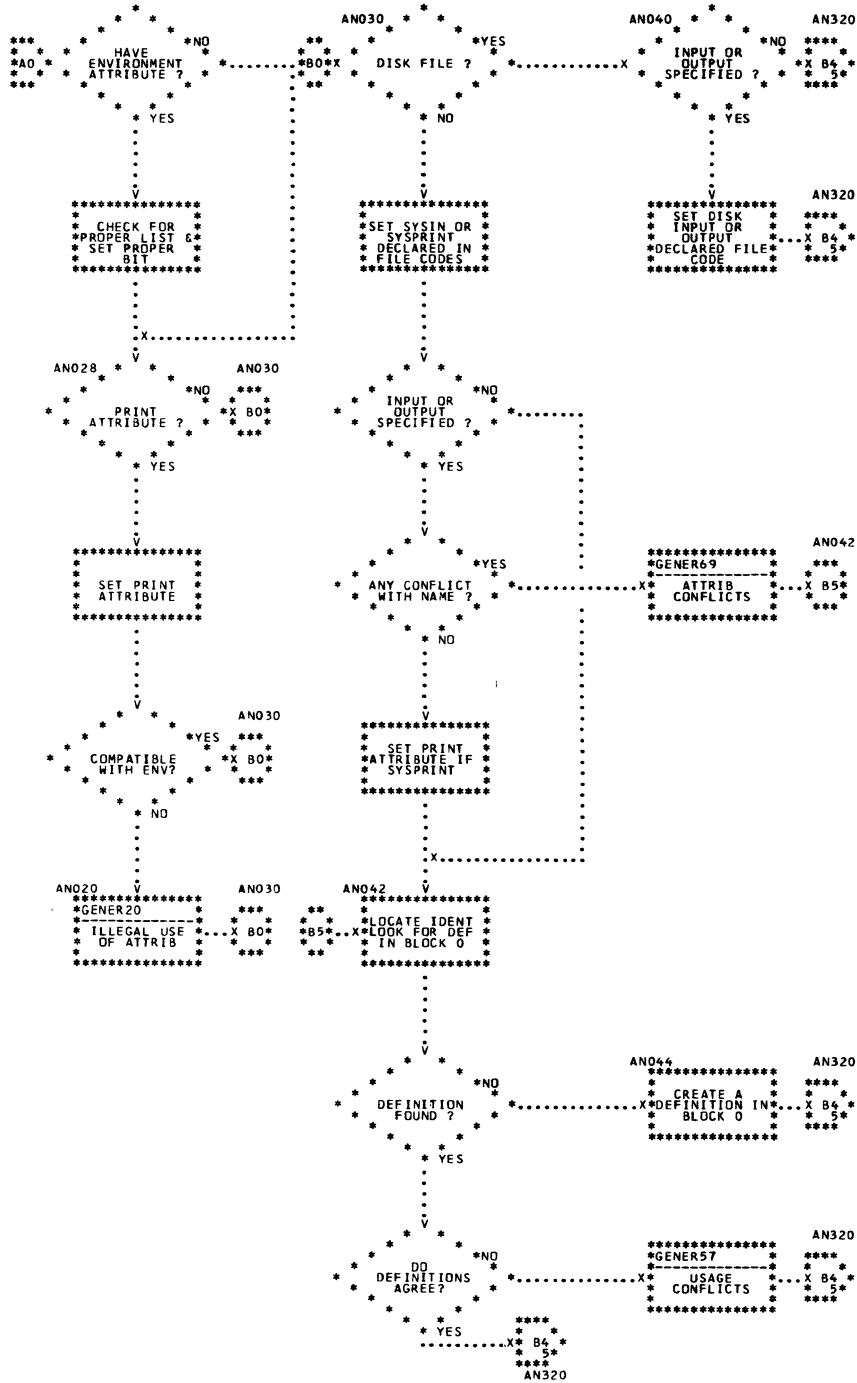 AN030
AN040
AN320
A0
HAVE
ENVIRONMENT
ATTRIBUTE ?
NO
YES
B0
DISK FILE ?
YES
NO
INPUT OR
OUTPUT
SPECIFIED ?
NO
YES
B4
5
CHECK FOR
PROPER LIST &
SET PROPER
BIT
SET SYSIN OR
SYSPRINT
DECLARED IN
FILE CODES
SET DISK
INPUT OR
OUTPUT
DECLARED FILE
CODE
AN320
B4
5
AN028
PRINT
ATTRIBUTE ?
NO
YES
AN030
B0
INPUT OR
OUTPUT
SPECIFIED ?
NO
YES
SET PRINT
ATTRIBUTE
ANY CONFLICT
WITH NAME ?
YES
NO
GENER69
ATTRIB
CONFLICTS
AN042
B5
COMPATIBLE
WITH ENV?
YES
NO
AN030
B0
SET PRINT
ATTRIBUTE IF
SYSPRINT
AN020
GENER20
ILLEGAL USE
OF ATTRIB
AN030
B0
B5
AN042
LOCATE IDENT
LOOK FOR DEF
IN BLOCK 0
DEFINITION
FOUND ?
NO
YES
AN044
CREATE A
DEFINITION IN
BLOCK 0
AN320
B4
5
DO
DEFINITIONS
AGREE?
NO
YES
GENER57
USAGE
CONFLICTS
AN320
B4
5
B4
5
AN320